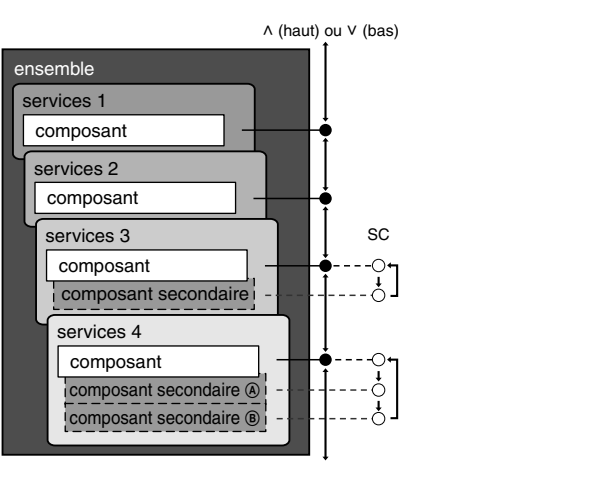 ∧ (haut) ou ∨ (bas)
ensemble
services 1
composant
services 2
composant
services 3
SC
composant
composant secondaire
services 4
composant
composant secondaire Ⓐ
composant secondaire Ⓑ